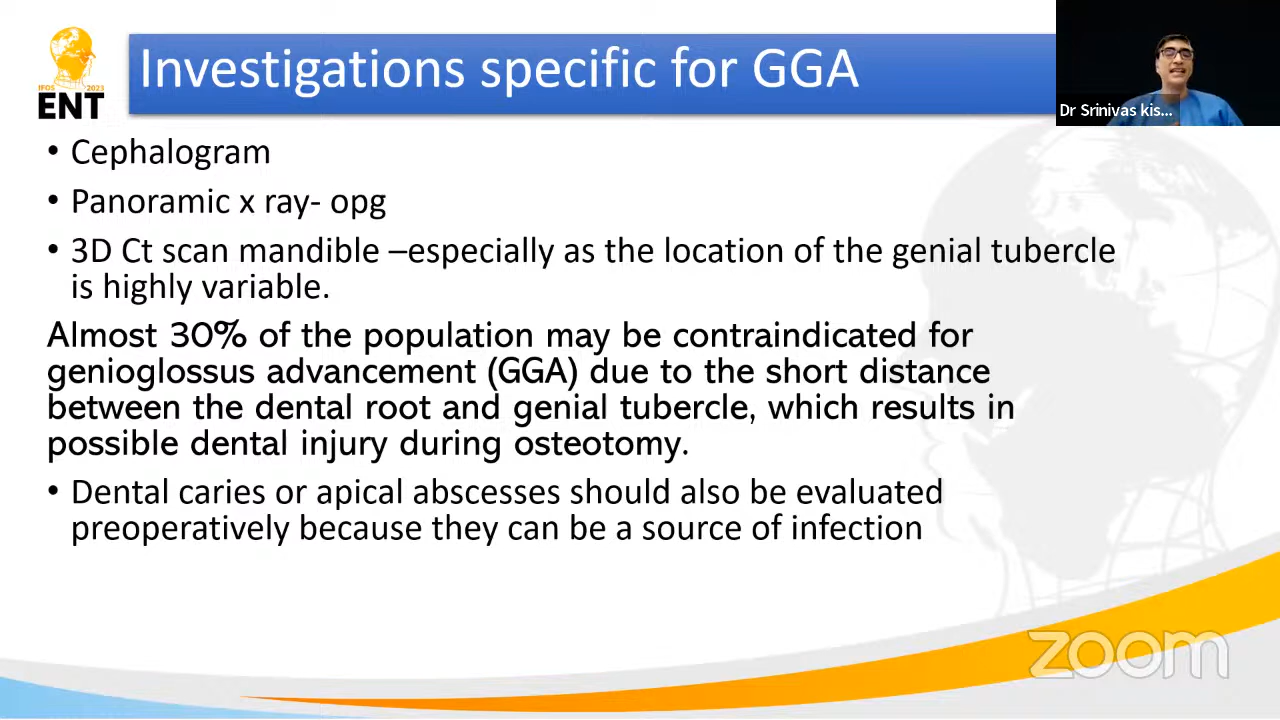 IFOS 2023
ENT
Investigations specific for GGA
Dr Srinivas kis...
• Cephalogram
• Panoramic x ray- opg
• 3D Ct scan mandible –especially as the location of the genial tubercle
is highly variable.
Almost 30% of the population may be contraindicated for
genioglossus advancement (GGA) due to the short distance
between the dental root and genial tubercle, which results in
possible dental injury during osteotomy.
• Dental caries or apical abscesses should also be evaluated
preoperatively because they can be a source of infection
zoom